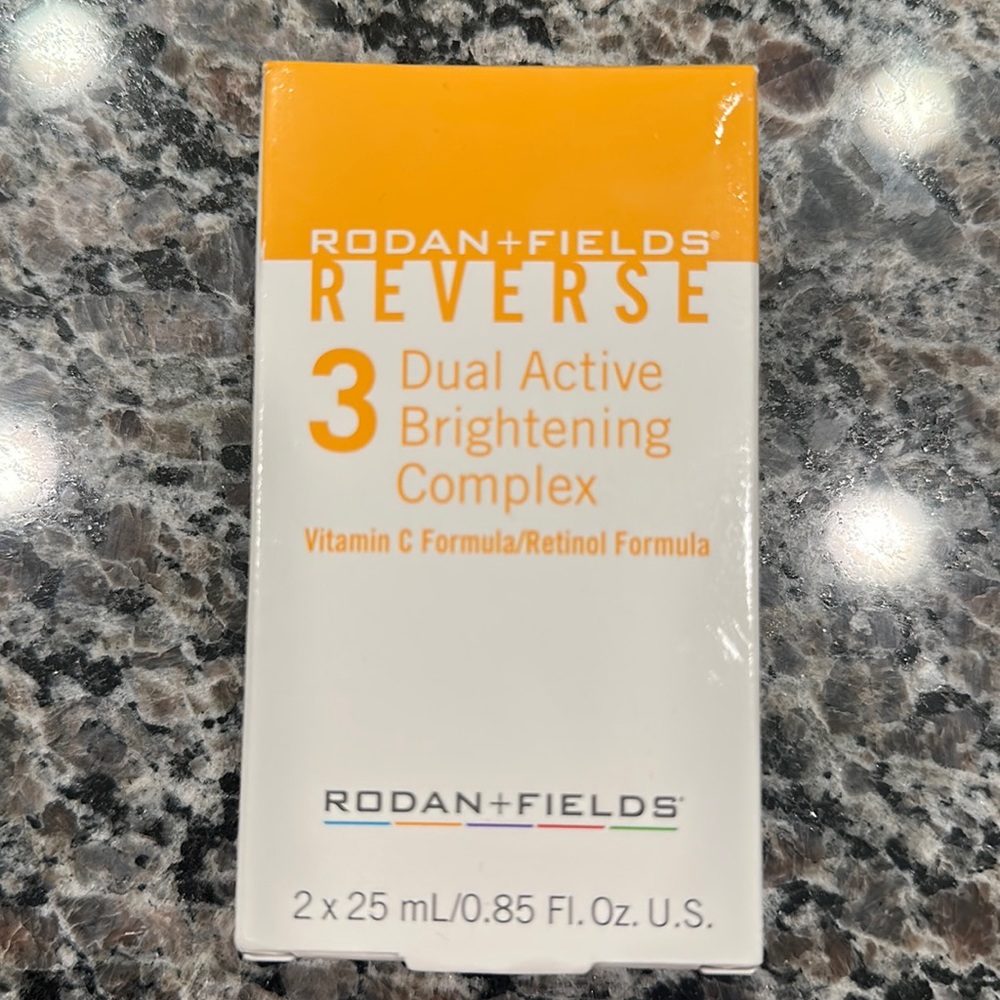 RODAN+FIELDS®
REVERSE
3 Dual Active
Brightening
Complex
Vitamin C Formula/Retinol Formula
RODAN+FIELDS®
2 x 25 mL/0.85 Fl. Oz. U.S.